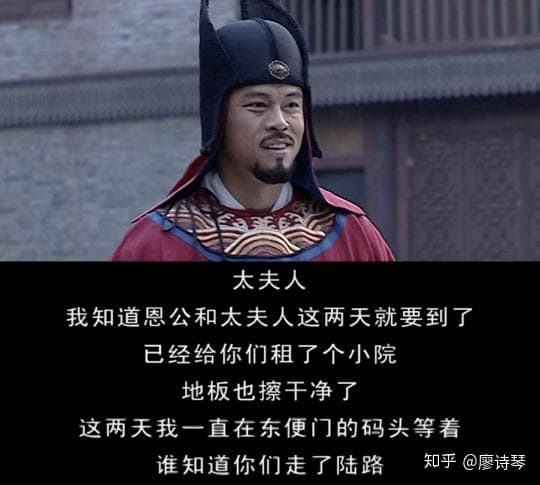 太夫人
我知道恩公和太夫人这两天就要到了
已经给你们租了个小院
地板也擦干净了
这两天我一直在东便门的码头等着
谁知道你们走了陆路
知乎 @廖诗琴